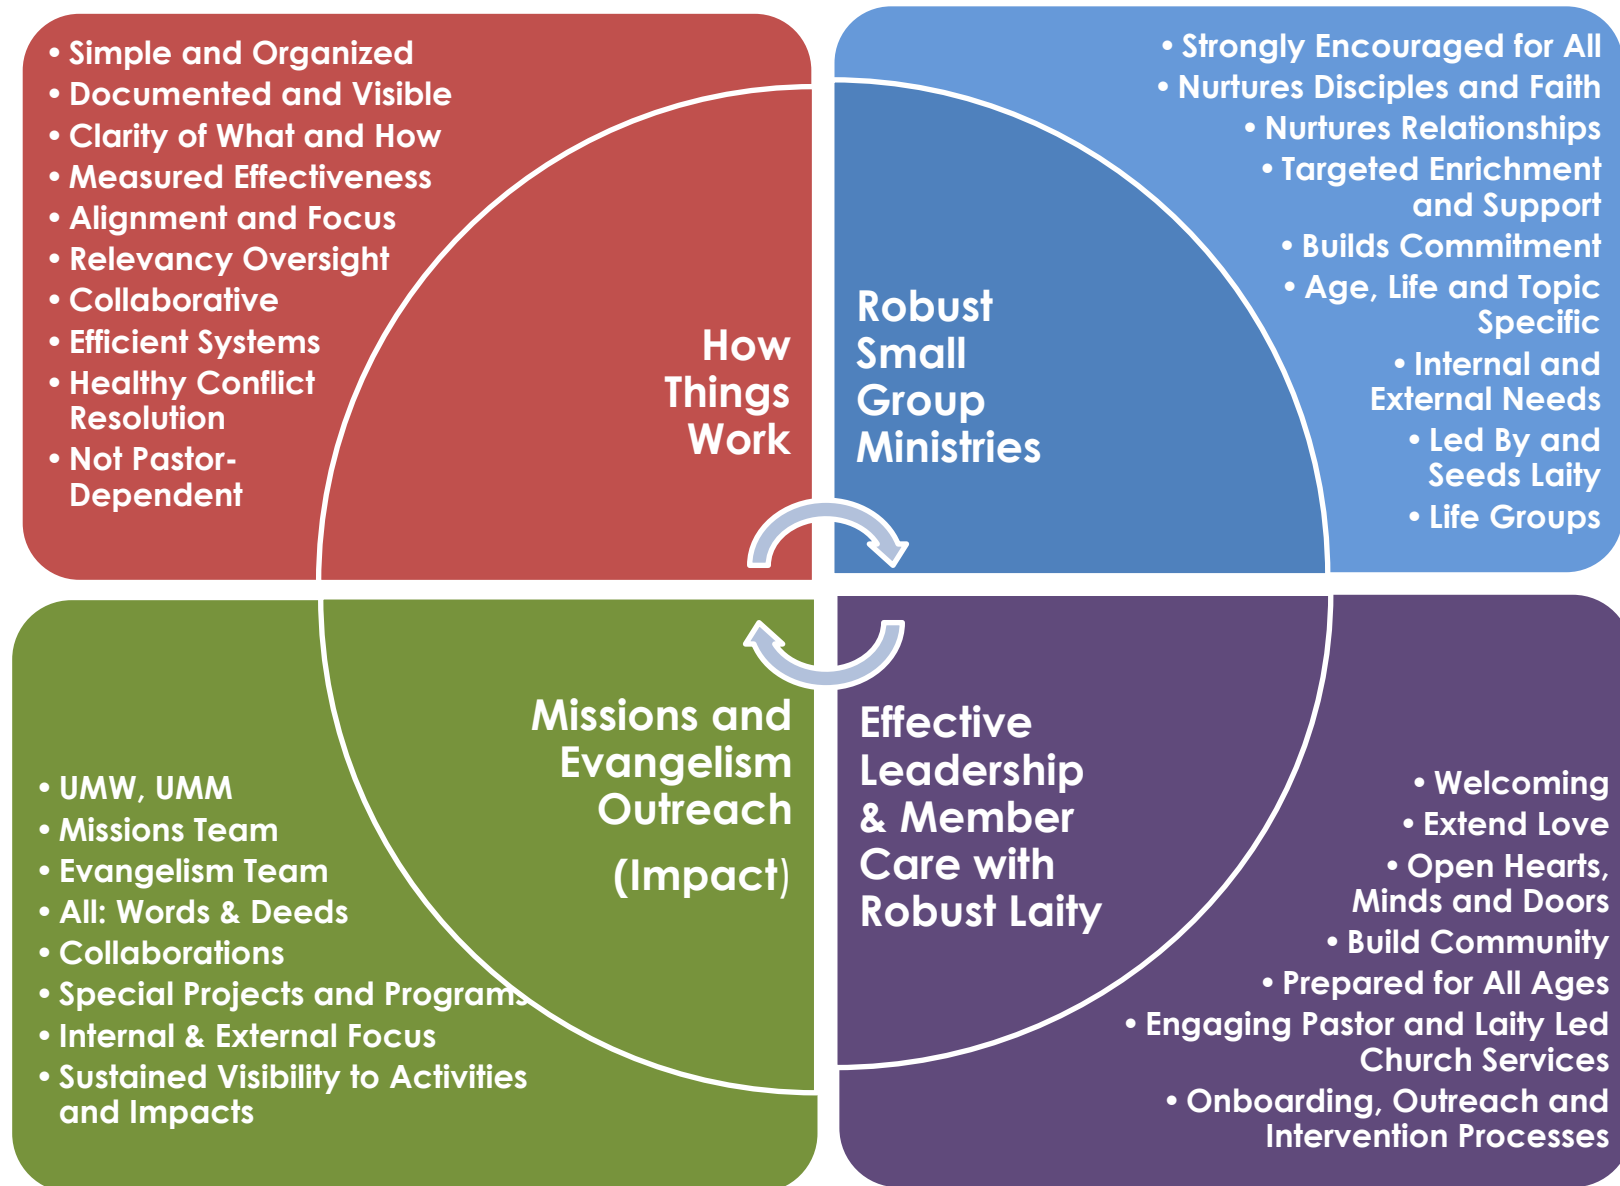 • Simple and Organized
• Documented and Visible
• Clarity of What and How
• Measured Effectiveness
• Alignment and Focus
• Relevancy Oversight
• Collaborative
• Efficient Systems
• Healthy Conflict
Resolution
• Not Pastor-
Dependent
How
Things
Work
• Strongly Encouraged for All
• Nurtures Disciples and Faith
• Nurtures Relationships
• Targeted Enrichment
and Support
• Builds Commitment
• Age, Life and Topic
Specific
• Internal and
External Needs
• Led By and
Seeds Laity
• Life Groups
Robust
Small
Group
Ministries
Missions and
Evangelism
Outreach
(Impact)
• UMW, UMM
• Missions Team
• Evangelism Team
• All: Words & Deeds
• Collaborations
• Special Projects and Programs
• Internal & External Focus
• Sustained Visibility to Activities
and Impacts
Effective
Leadership
& Member
Care with
Robust Laity
• Welcoming
• Extend Love
• Open Hearts,
Minds and Doors
• Build Community
• Prepared for All Ages
• Engaging Pastor and Laity Led
Church Services
• Onboarding, Outreach and
Intervention Processes